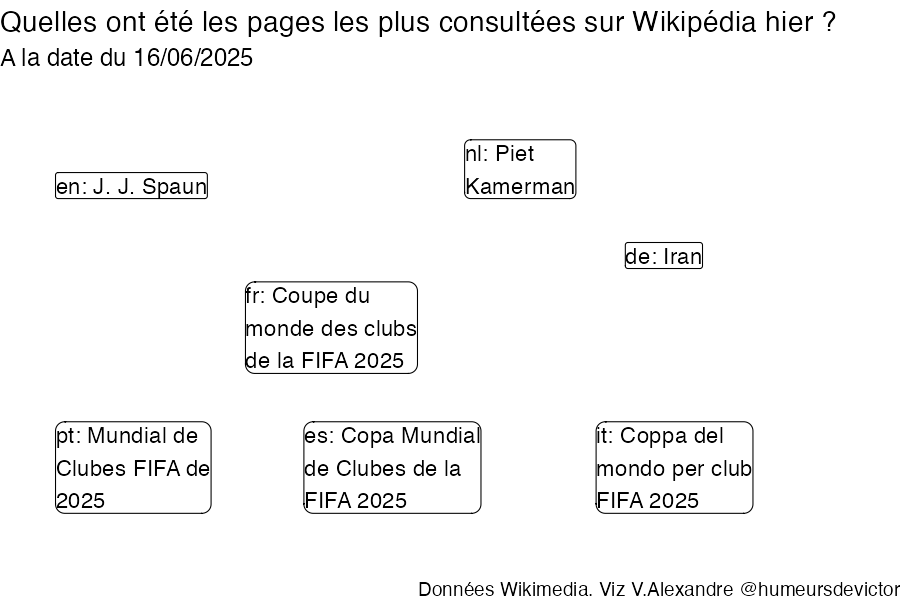 Quelles ont été les pages les plus consultées sur Wikipédia hier ?
A la date du 16/06/2025
en: J. J. Spaun
nl: Piet
Kamerman
de: Iran
fr: Coupe du
monde des clubs
de la FIFA 2025
pt: Mundial de
Clubes FIFA de
2025
es: Copa Mundial
de Clubes de la
FIFA 2025
it: Coppa del
mondo per club
FIFA 2025
Données Wikimedia. Viz V.Alexandre @humeursdevictor